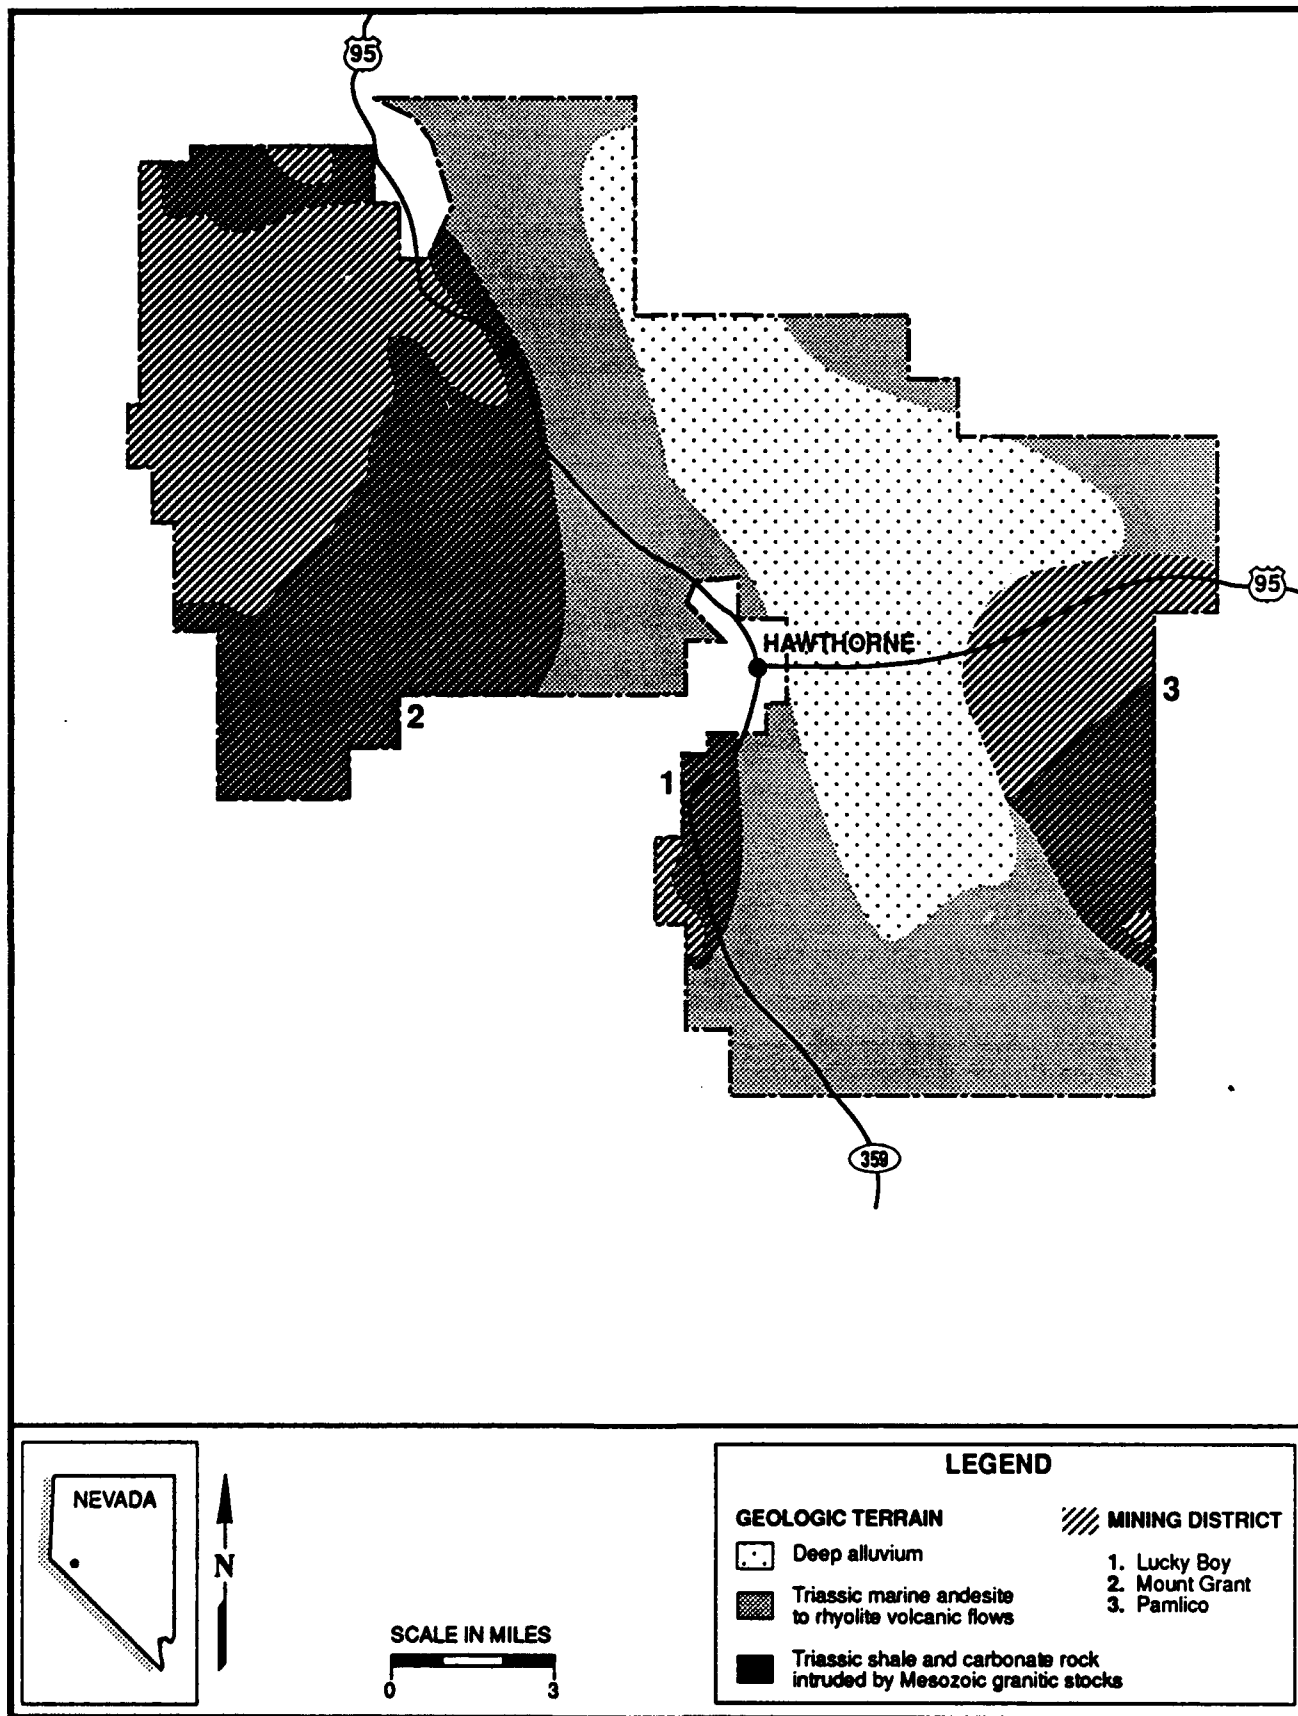 95
95
HAWTHORNE
3
2
1
359
NEVADA
N
SCALE IN MILES
0 3
LEGEND
GEOLOGIC TERRAIN
Deep alluvium
Triassic marine andesite
to rhyolite volcanic flows
Triassic shale and carbonate rock
intruded by Mesozoic granitic stocks
MINING DISTRICT
1. Lucky Boy
2. Mount Grant
3. Pamlico